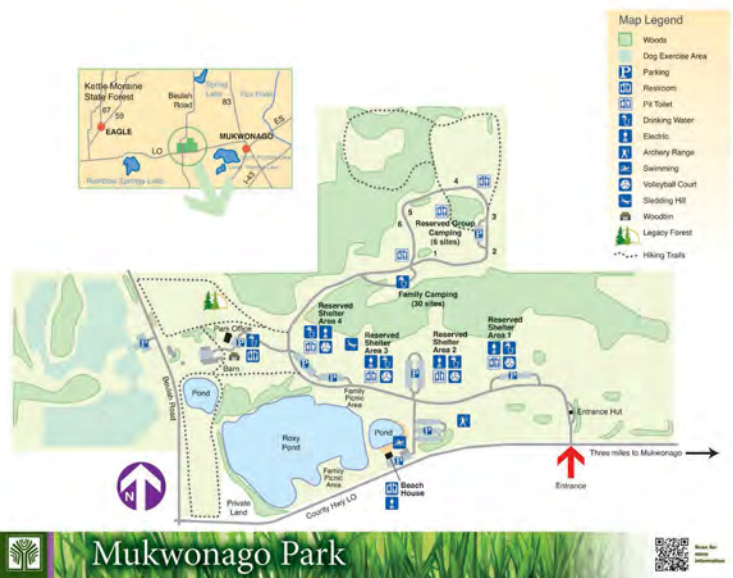 Map Legend
Woods
Dog Exercise Area
Parking
Restroom
Pit Toilet
Drinking Water
Electric
Archery Range
Swimming
Volleyball Court
Sledding Hill
Woodbin
Legacy Forest
Hiking Trails
Kettle Moraine
State Forest
67
59
EAGLE
LO
Rainbow Springs Lake
Beulah
Road
Spring
Lake
83
Fox River
ES
MUKWONAGO
I-43
4
5
6
3
2
1
Reserved Group
Camping
(6 sites)
Family Camping
(30 sites)
Reserved
Shelter
Area 4
Reserved
Shelter
Area 3
Reserved
Shelter
Area 2
Reserved
Shelter
Area 1
Park Office
Barn
Beulah Road
Pond
Family
Picnic
Area
Roxy
Pond
Pond
Family
Picnic
Area
Beach
House
Private
Land
County Hwy LO
Entrance Hut
Three miles to Mukwonago
Entrance
N
Mukwonago Park
Scan for
more
information